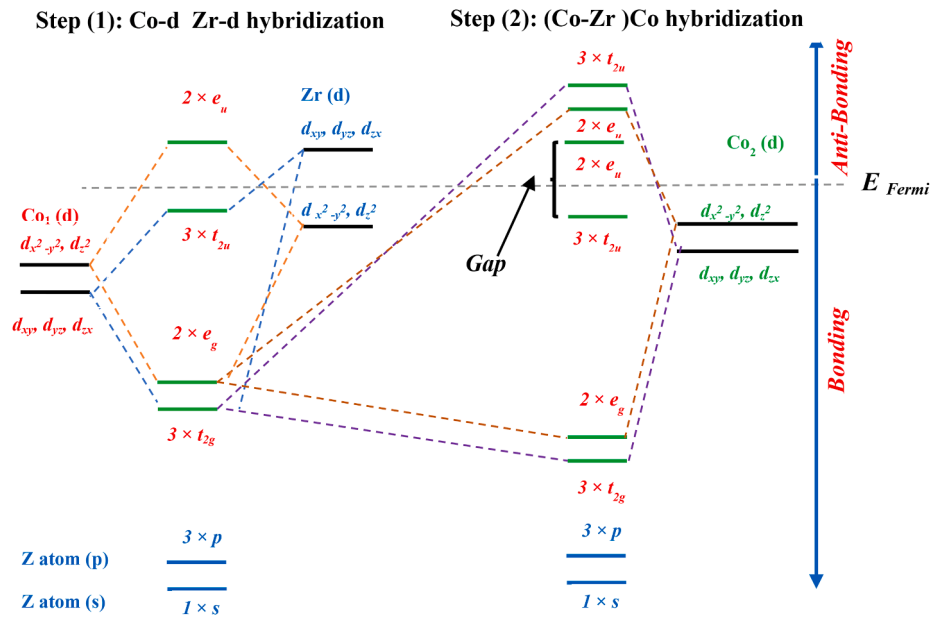 Step (1): Co-d  Zr-d hybridization
Step (2): (Co-Zr )Co hybridization
3 × t₂ᵤ
2 × eᵤ
Zr (d)
dxy, dyz, dzx
2 × eᵤ
Co₂ (d)
Anti-Bonding
2 × eᵤ
E Fermi
Co₁ (d)
dx²-y², dz²
d x²-y², dz²
dx²-y², dz²
3 × t₂ᵤ
3 × t₂ᵤ
Gap
dxy, dyz, dzx
dxy, dyz, dzx
2 × eg
Bonding
2 × eg
3 × t2g
3 × t2g
3 × p
3 × p
Z atom (p)
Z atom (s)
1 × s
1 × s